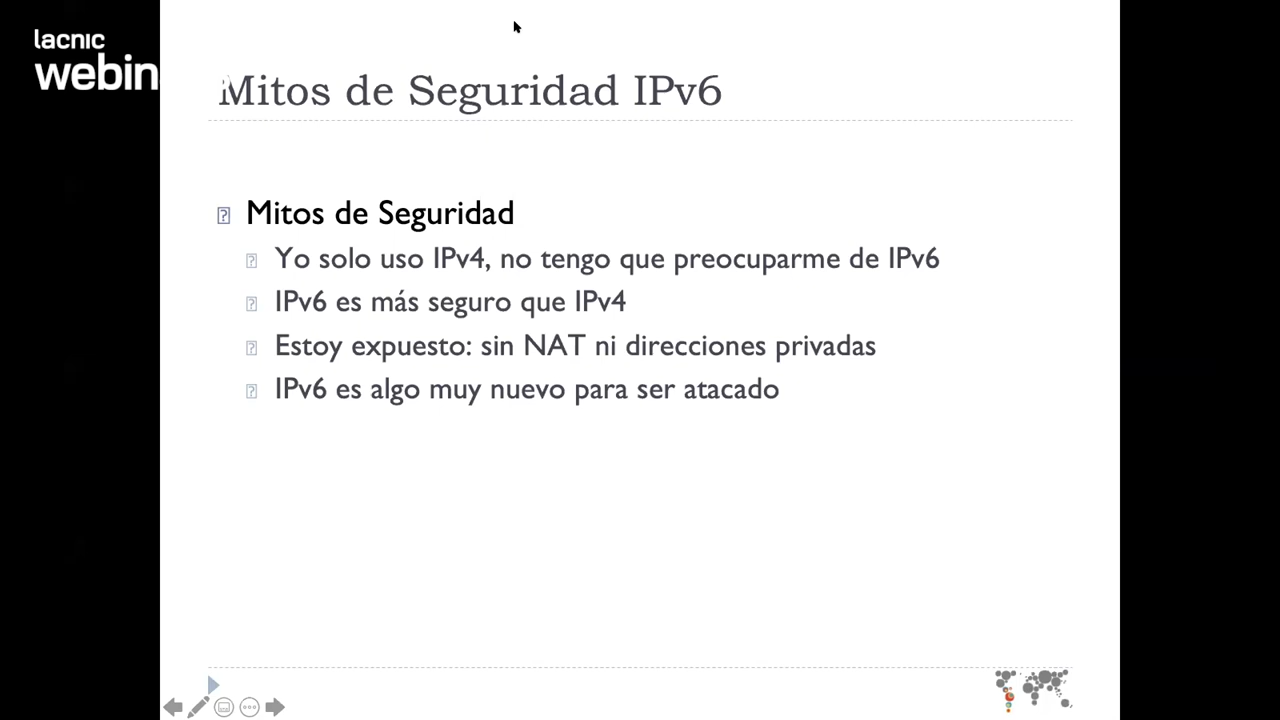 lacnic
webin
Mitos de Seguridad IPv6
Mitos de Seguridad
Yo solo uso IPv4, no tengo que preocuparme de IPv6
IPv6 es más seguro que IPv4
Estoy expuesto: sin NAT ni direcciones privadas
IPv6 es algo muy nuevo para ser atacado